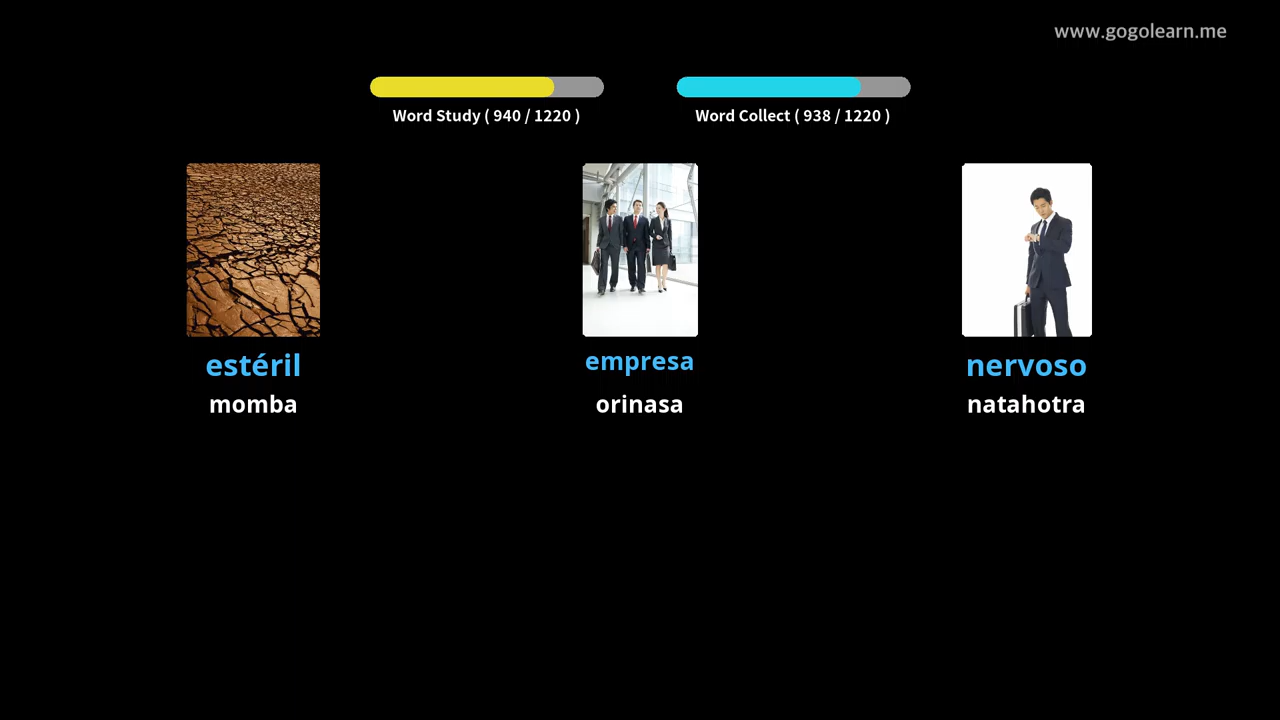 www.gogolearn.me
Word Study ( 940 / 1220 )
Word Collect ( 938 / 1220 )
estéril
momba
empresa
orinasa
nervoso
natahotra